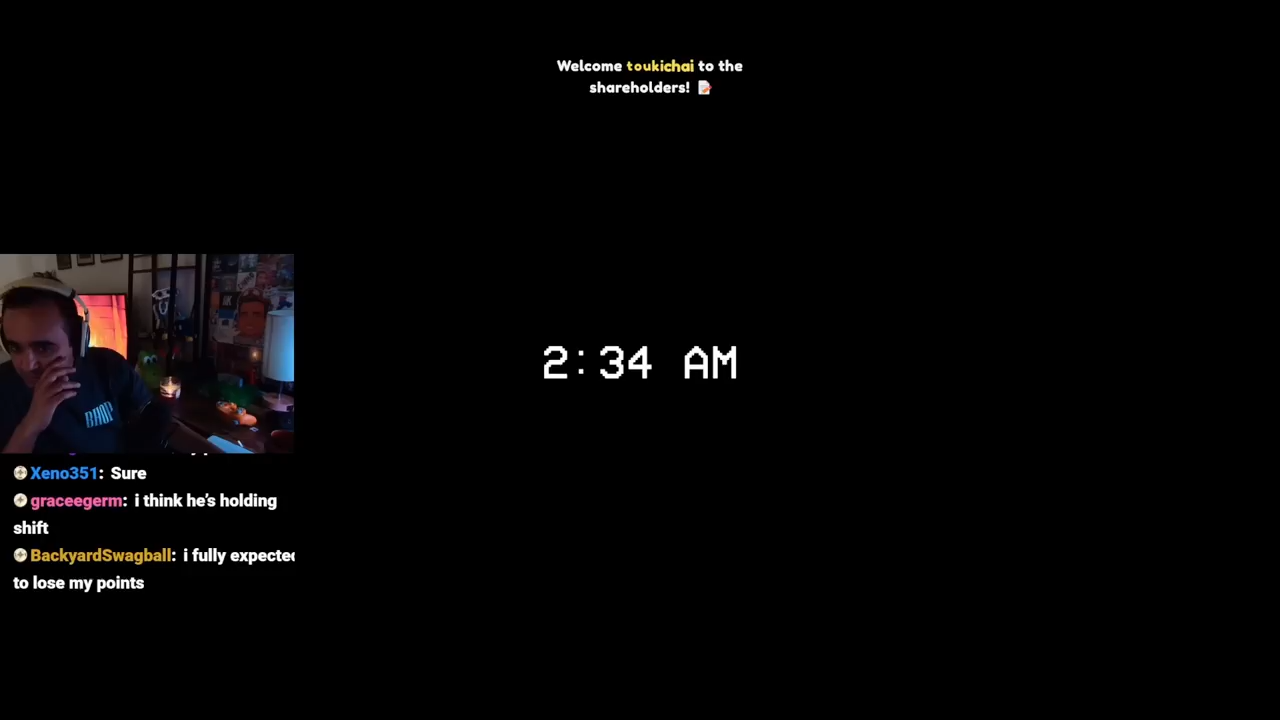 Welcome toukichai to the
shareholders! 📝
2:34 AM
Xeno351: Sure
graceegerm: i think he's holding
shift
BackyardSwagball: i fully expected
to lose my points